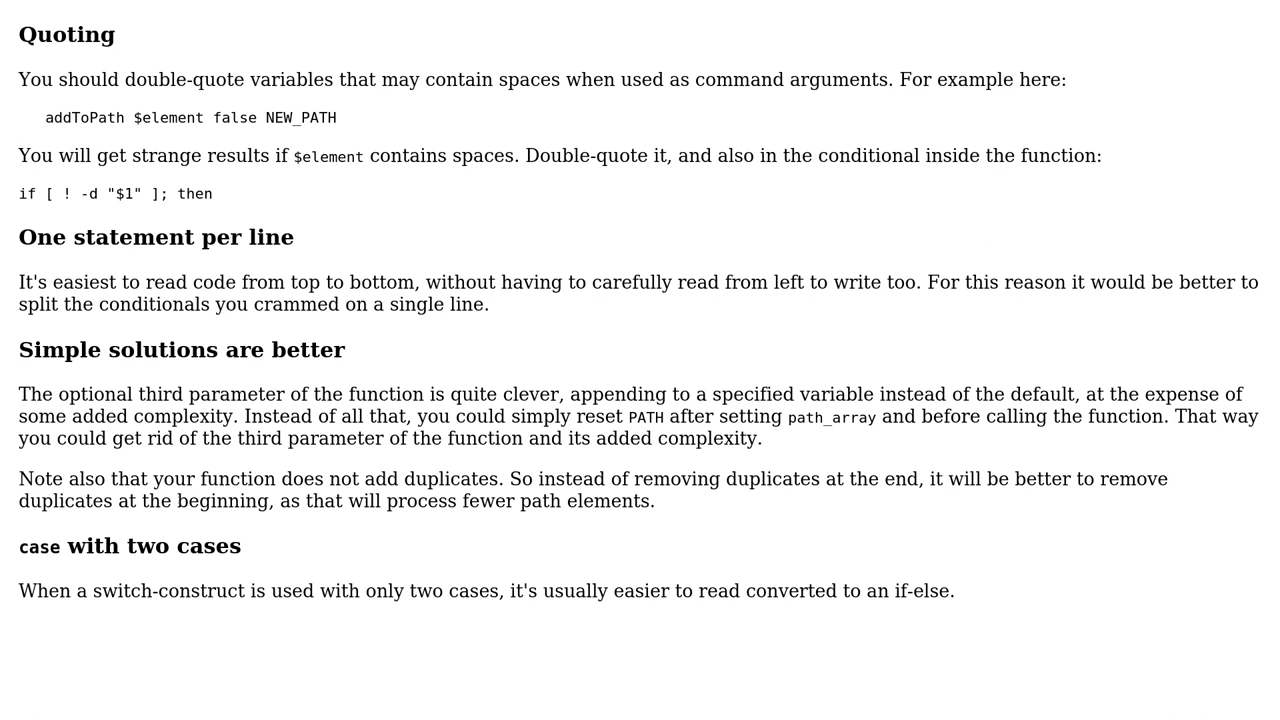 Quoting
You should double-quote variables that may contain spaces when used as command arguments. For example here:
addToPath $element false NEW_PATH
You will get strange results if $element contains spaces. Double-quote it, and also in the conditional inside the function:
if [ ! -d "$1" ]; then
One statement per line
It's easiest to read code from top to bottom, without having to carefully read from left to write too. For this reason it would be better to
split the conditionals you crammed on a single line.
Simple solutions are better
The optional third parameter of the function is quite clever, appending to a specified variable instead of the default, at the expense of
some added complexity. Instead of all that, you could simply reset PATH after setting path_array and before calling the function. That way
you could get rid of the third parameter of the function and its added complexity.
Note also that your function does not add duplicates. So instead of removing duplicates at the end, it will be better to remove
duplicates at the beginning, as that will process fewer path elements.
case with two cases
When a switch-construct is used with only two cases, it's usually easier to read converted to an if-else.